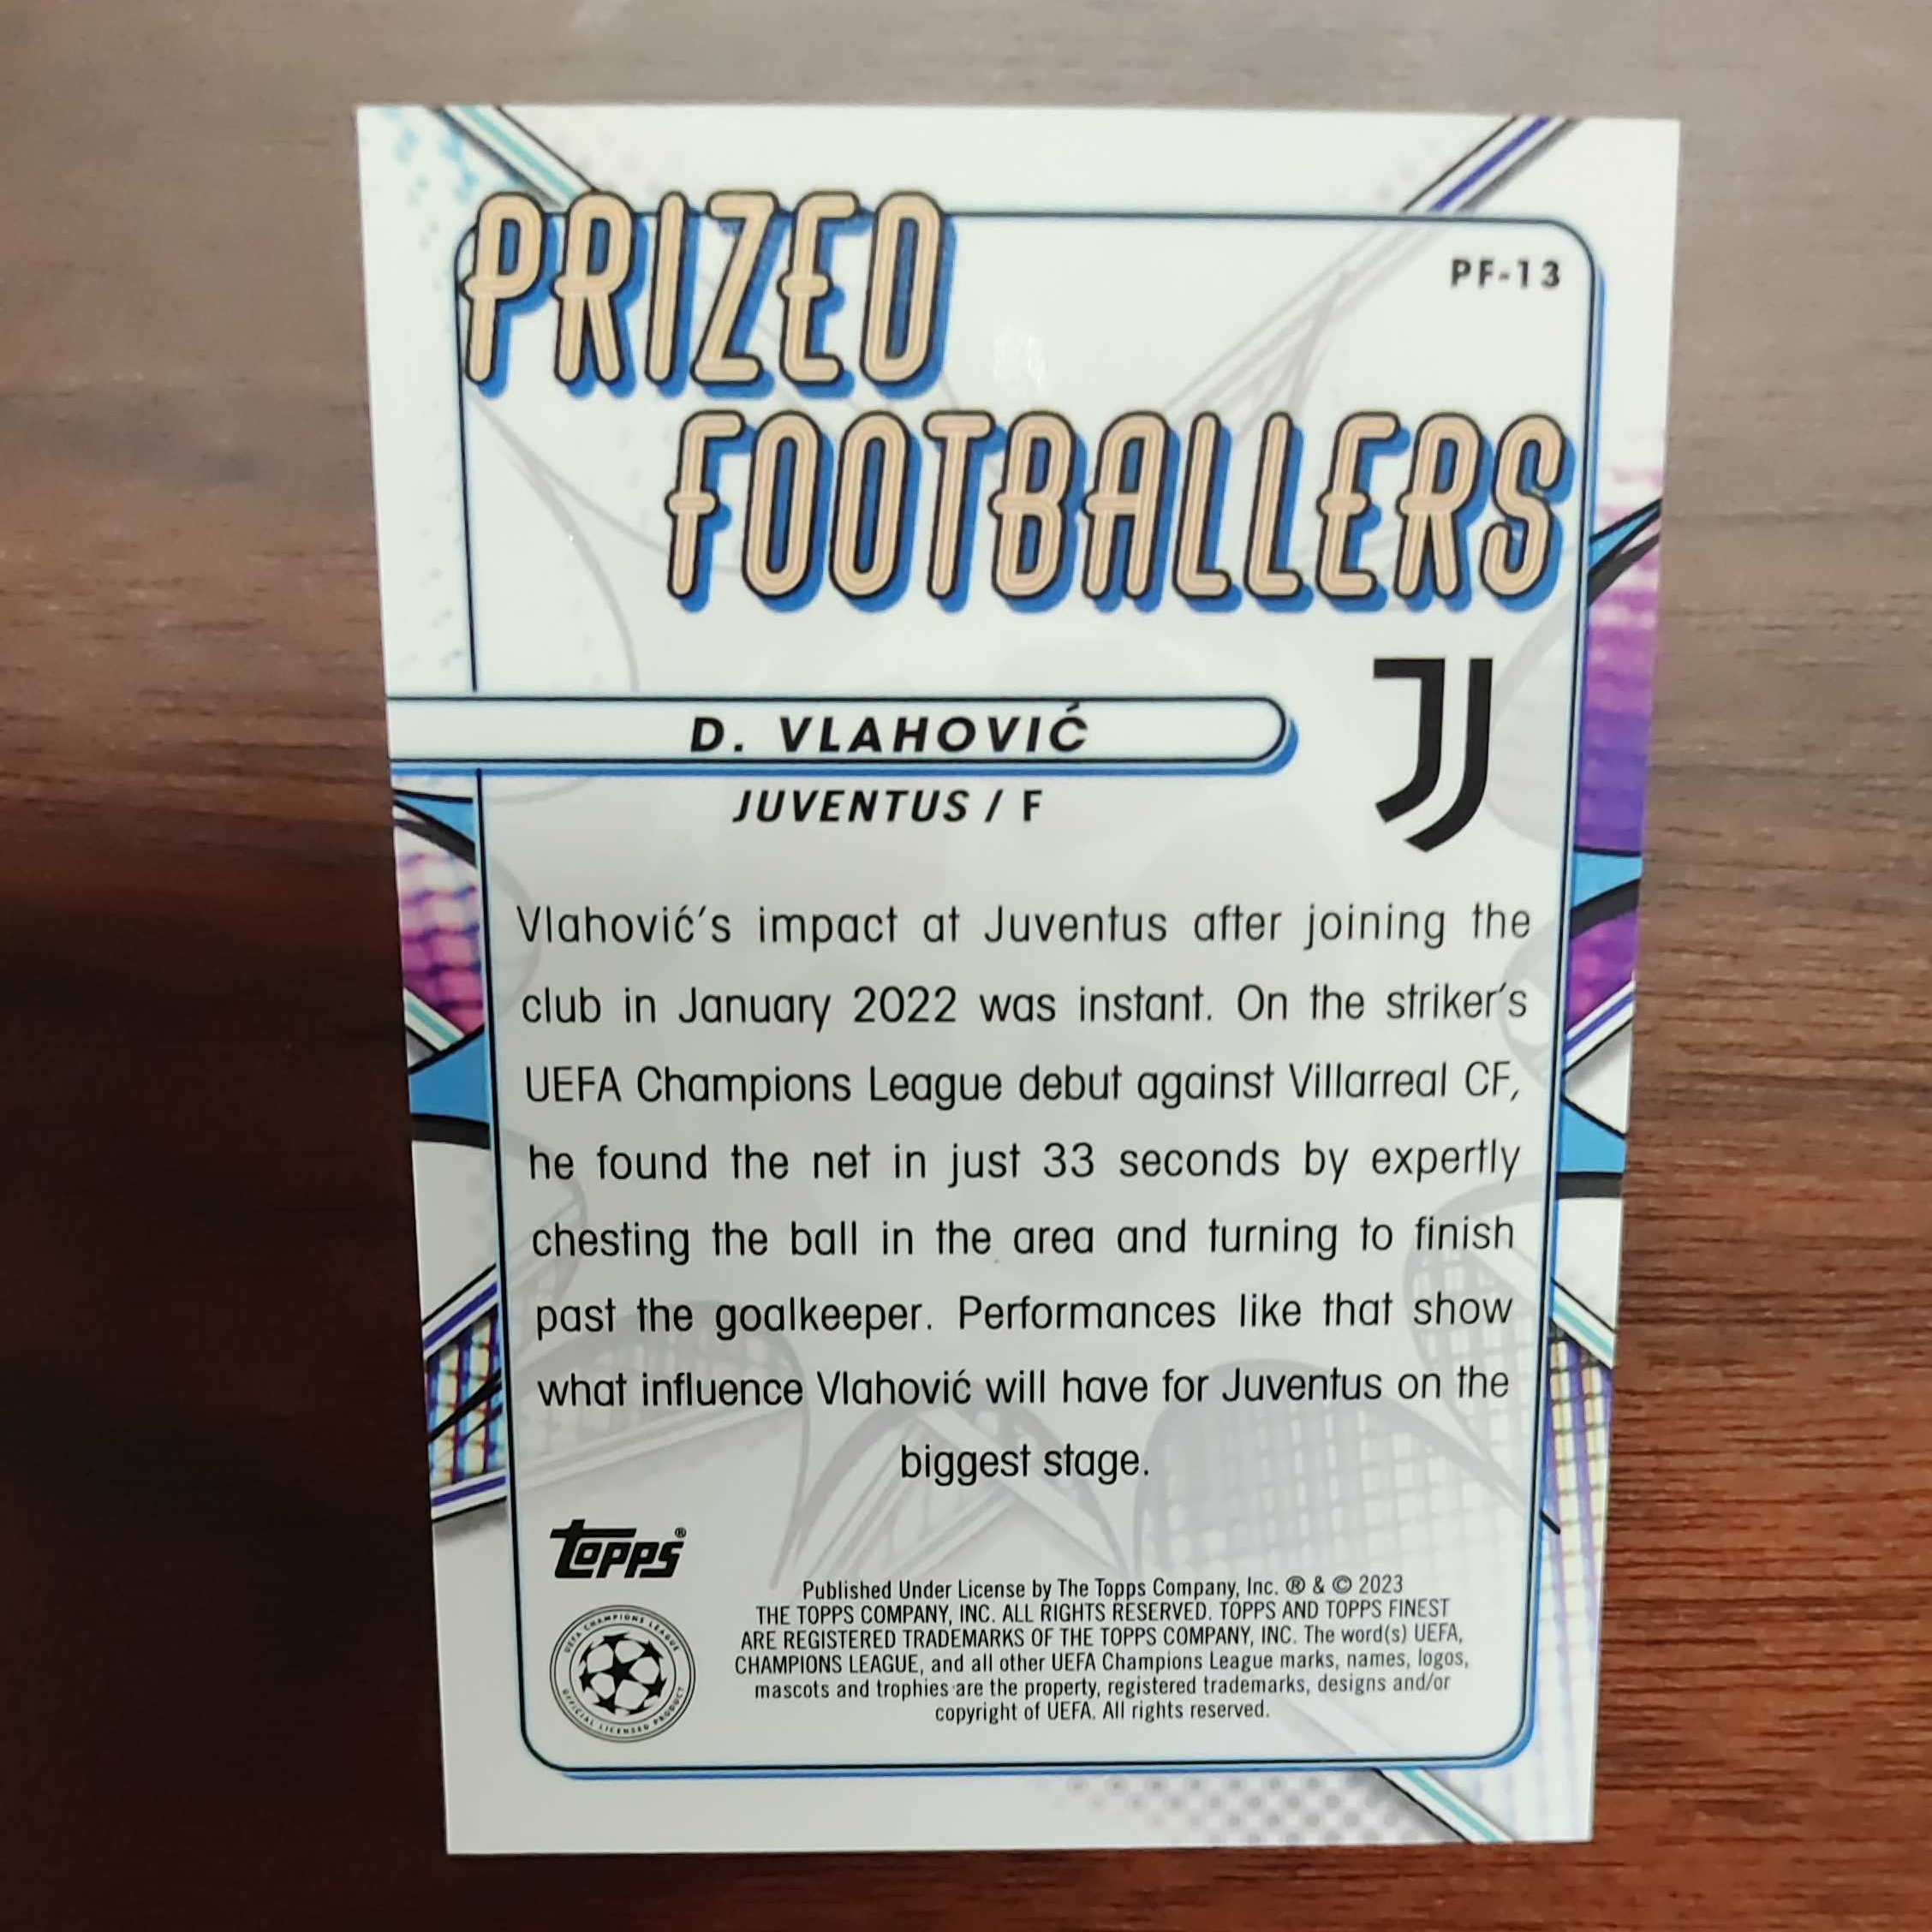 PRIZED
FOOTBALLERS
PF-13
D. VLAHOVIĆ
JUVENTUS / F
Vlahović's impact at Juventus after joining the
club in January 2022 was instant. On the striker's
UEFA Champions League debut against Villarreal CF,
he found the net in just 33 seconds by expertly
chesting the ball in the area and turning to finish
past the goalkeeper. Performances like that show
what influence Vlahović will have for Juventus on the
biggest stage.
TOPPS®
UEFA CHAMPIONS LEAGUE
OFFICIAL LICENSED PRODUCT
Published Under License by The Topps Company, Inc. ® & © 2023
THE TOPPS COMPANY, INC. ALL RIGHTS RESERVED. TOPPS AND TOPPS FINEST
ARE REGISTERED TRADEMARKS OF THE TOPPS COMPANY, INC. The word(s) UEFA,
CHAMPIONS LEAGUE, and all other UEFA Champions League marks, names, logos,
mascots and trophies are the property, registered trademarks, designs and/or
copyright of UEFA. All rights reserved.